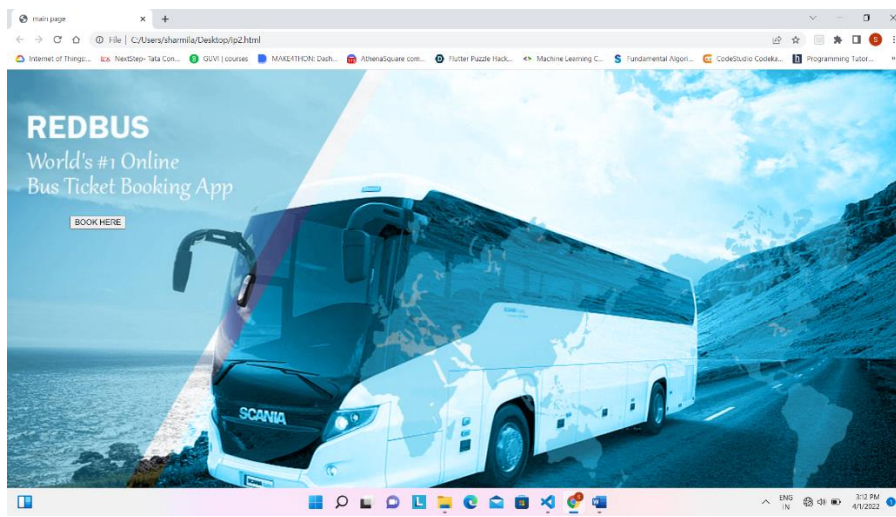 main page
File | C:/Users/sharmila/Desktop/Ip2.html
Internet of Things:...
NextStep- Tata Con...
GUVI | courses
MAKE4THON: Dash...
AthenaSquare com...
Flutter Puzzle Hack...
Machine Learning C...
Fundamental Algori...
CodeStudio Codeka...
Programming Tutor...
REDBUS
World's #1 Online
Bus Ticket Booking App
BOOK HERE
SCANIA
ENG
IN
3:12 PM
4/1/2022